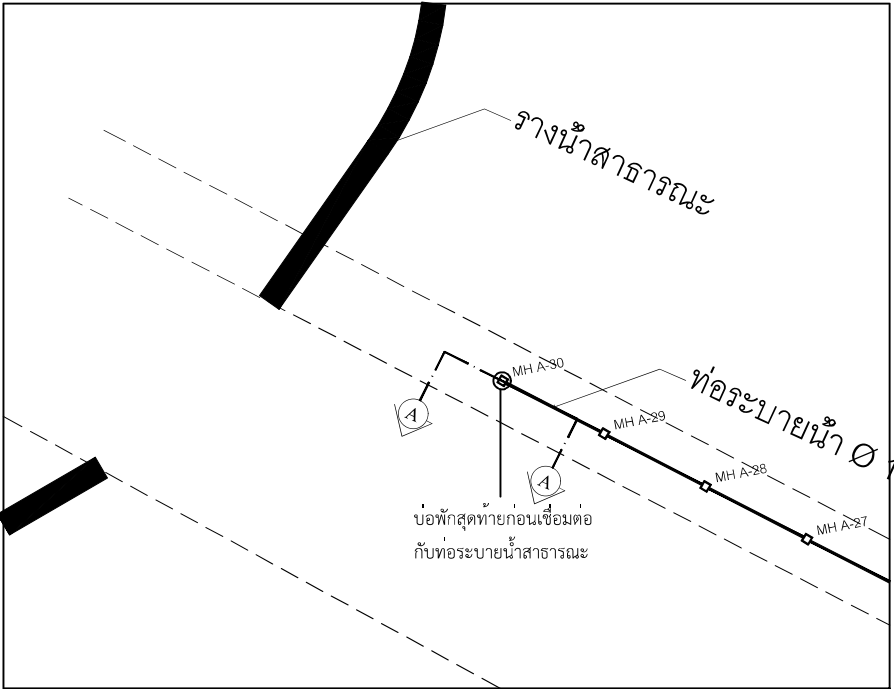 รางน้ำสาธารณะ
MH A-30
ท่อระบายน้ำ Ø
A
MH A-29
A
MH A-28
บ่อพักสุดท้ายก่อนเชื่อมต่อ
กับท่อระบายน้ำสาธารณะ
MH A-27